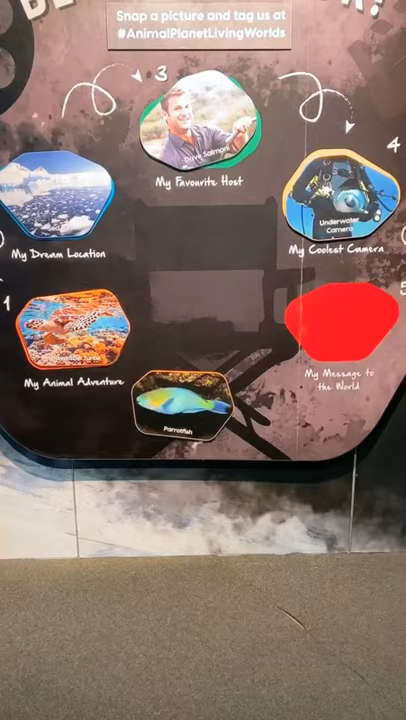 Snap a picture and tag us at
#AnimalPlanetLivingWorlds
3
Dave Salmoni
My Favourite Host
4
Underwater
Camera
My Coolest Camera
My Dream Location
1
My Animal Adventure
5
My Message to
the World
Parrotfish